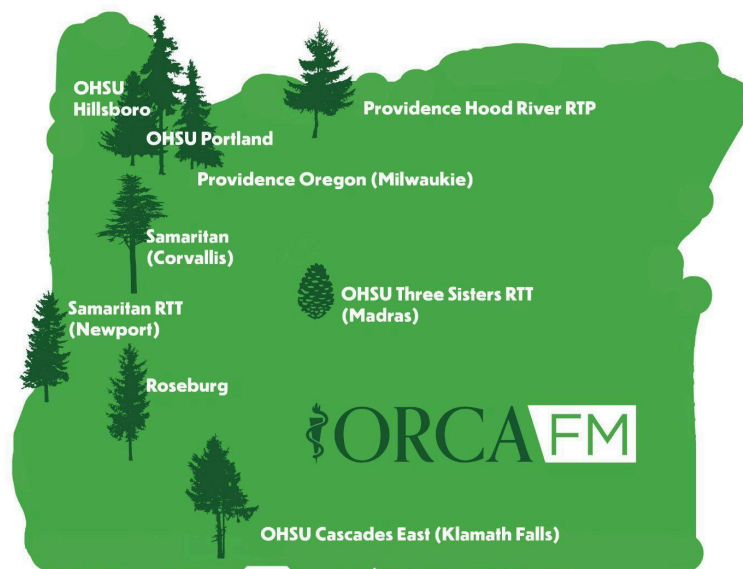 OHSU
Hillsboro
Providence Hood River RTP
OHSU Portland
Providence Oregon (Milwaukie)
Samaritan
(Corvallis)
OHSU Three Sisters RTT
(Madras)
Samaritan RTT
(Newport)
Roseburg
ORCA FM
OHSU Cascades East (Klamath Falls)